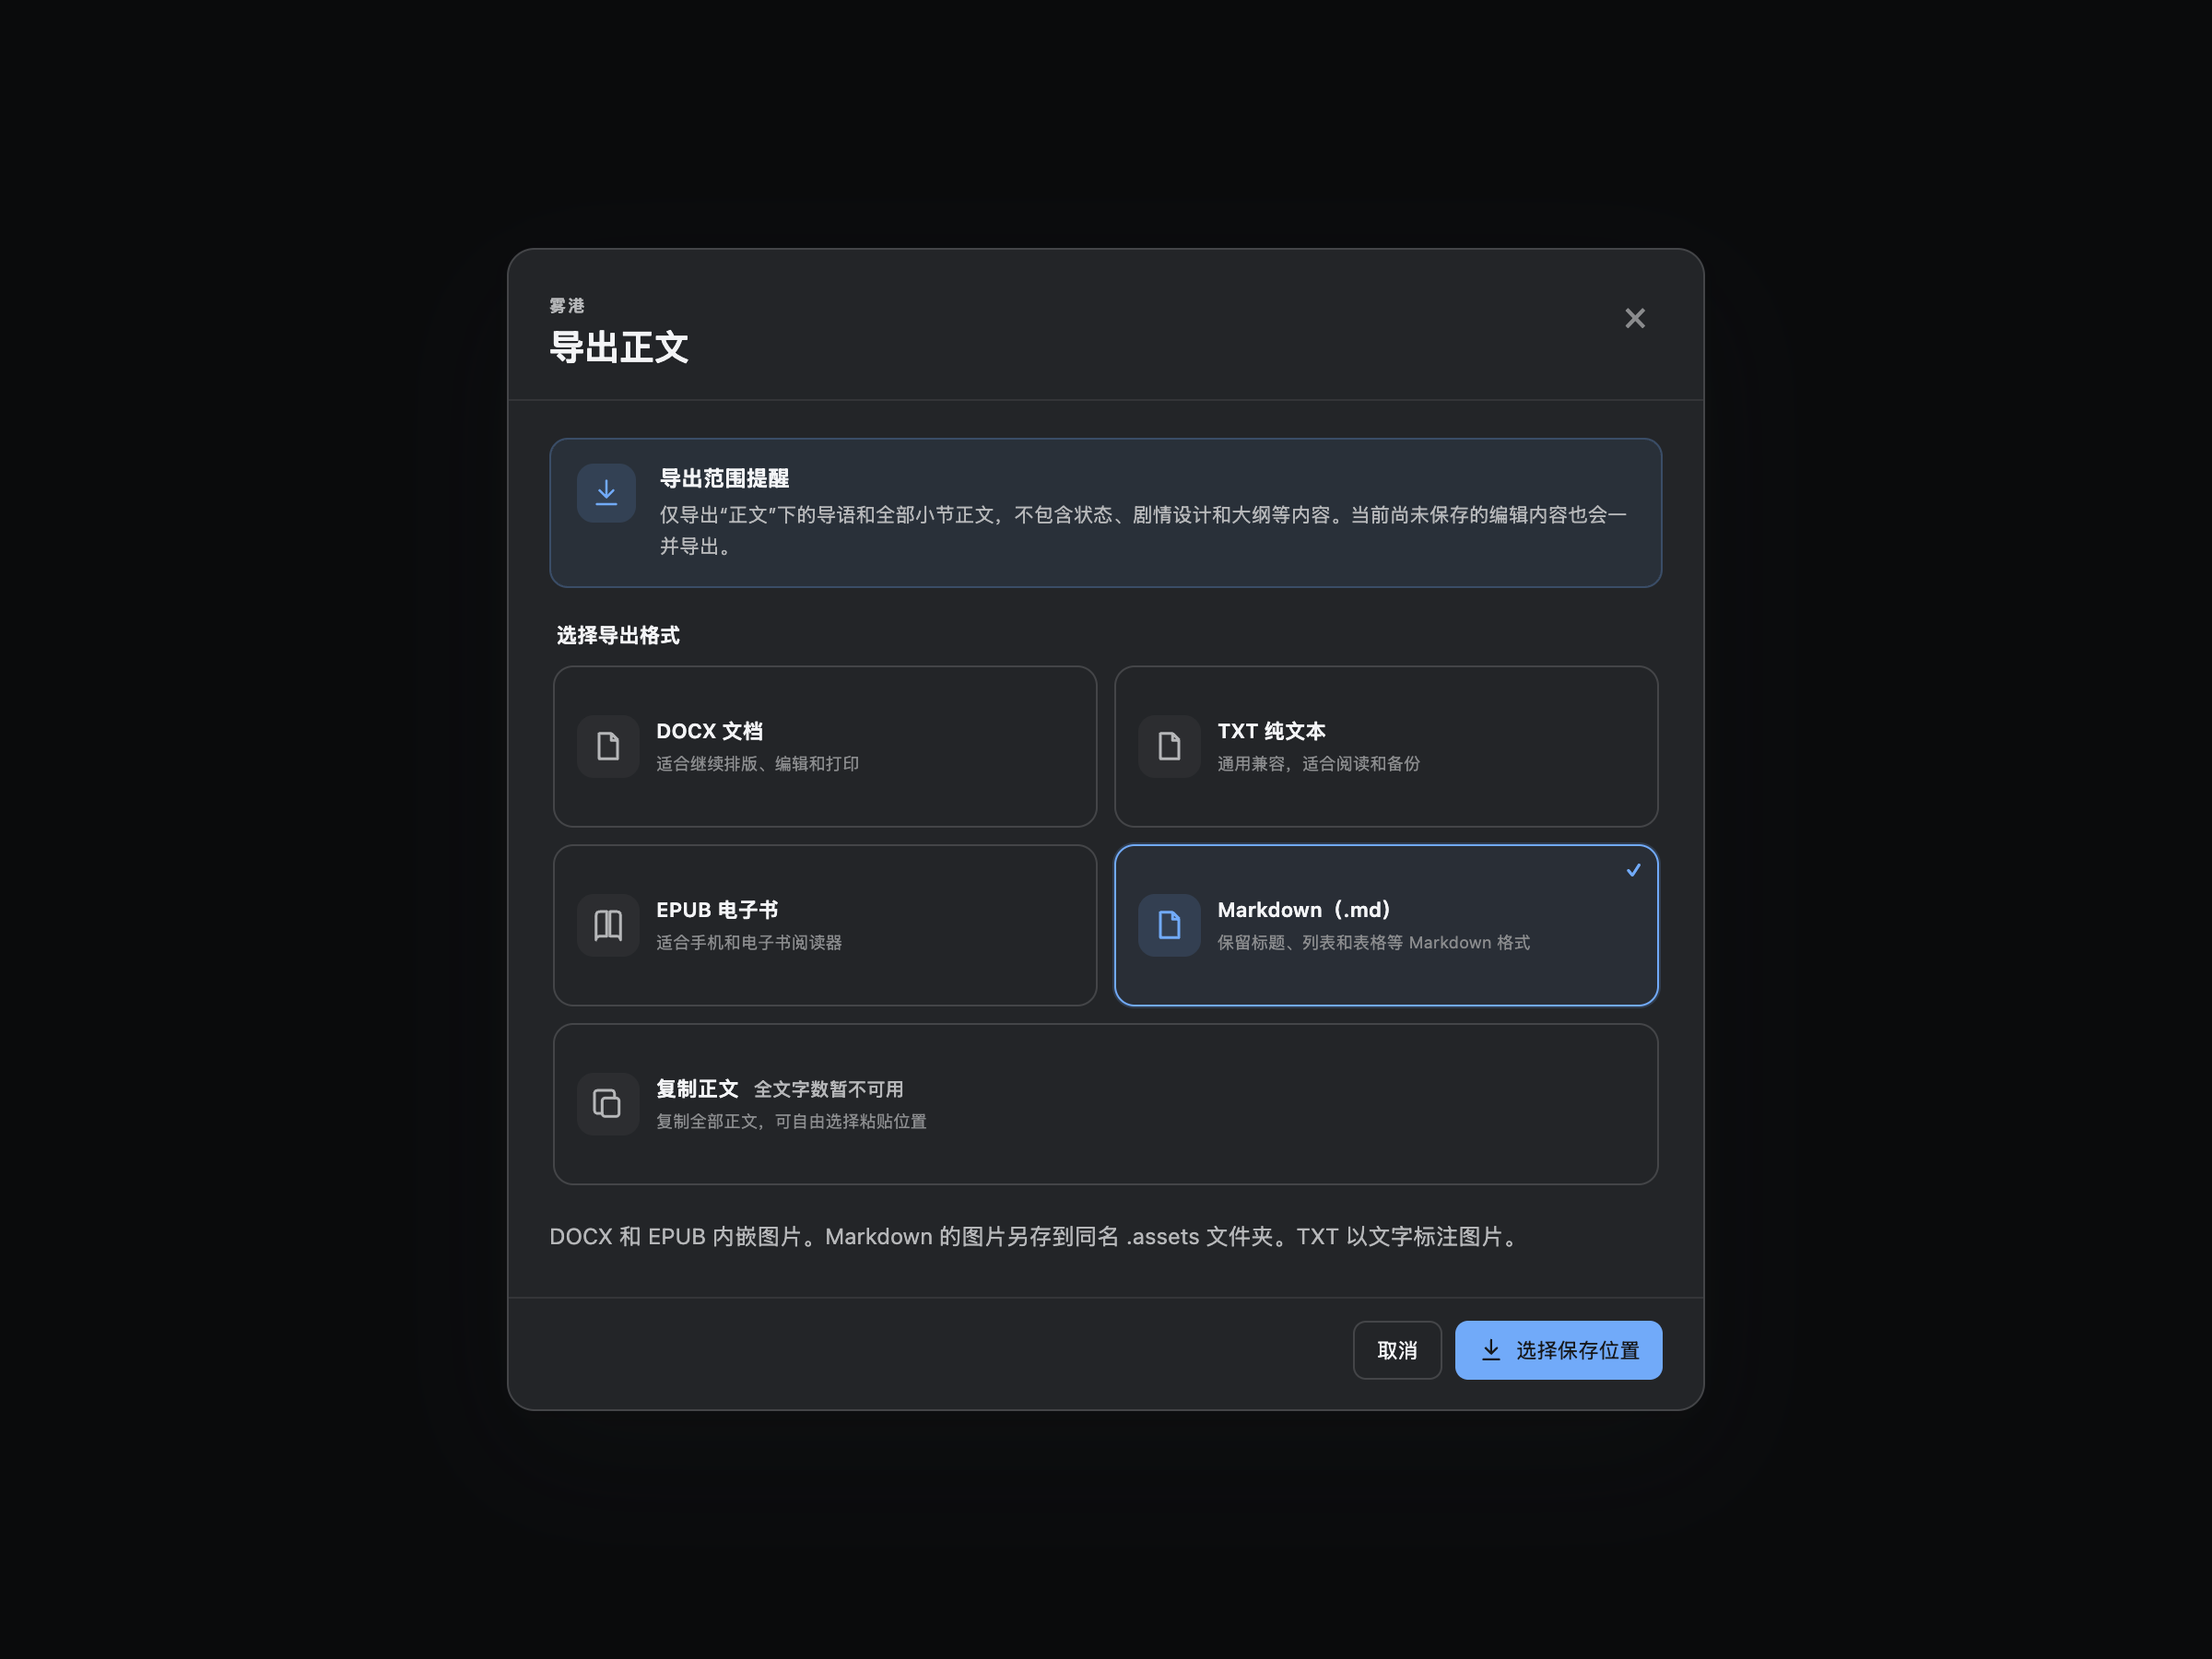 雾港
导出正文
导出范围提醒
仅导出“正文”下的导语和全部小节正文，不包含状态、剧情设计和大纲等内容。当前尚未保存的编辑内容也会一
并导出。
选择导出格式
DOCX 文档
适合继续排版、编辑和打印
TXT 纯文本
通用兼容，适合阅读和备份
EPUB 电子书
适合手机和电子书阅读器
Markdown（.md）
保留标题、列表和表格等 Markdown 格式
复制正文 全文字数暂不可用
复制全部正文，可自由选择粘贴位置
DOCX 和 EPUB 内嵌图片。Markdown 的图片另存到同名 .assets 文件夹。TXT 以文字标注图片。
取消
选择保存位置